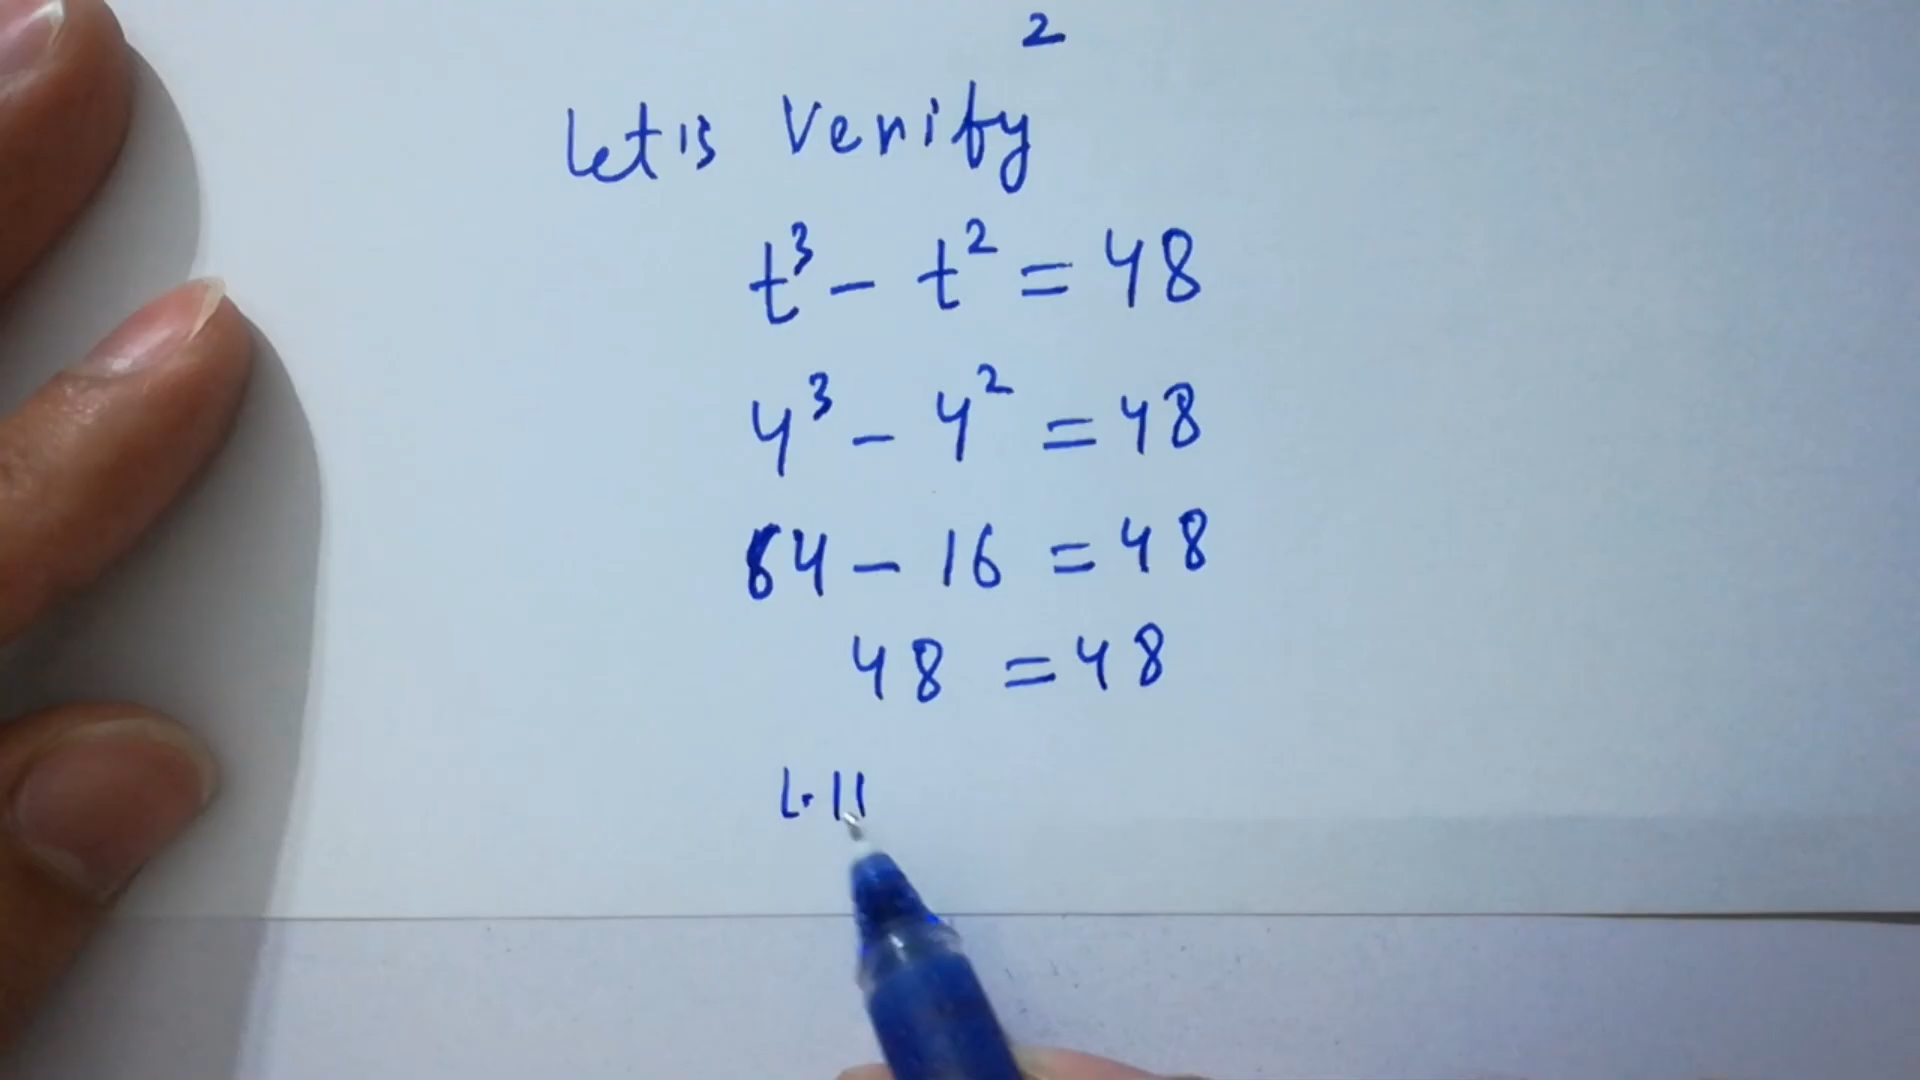 2
Let's Verify
t³ - t² = 48
4³ - 4² = 48
64 - 16 = 48
48 = 48